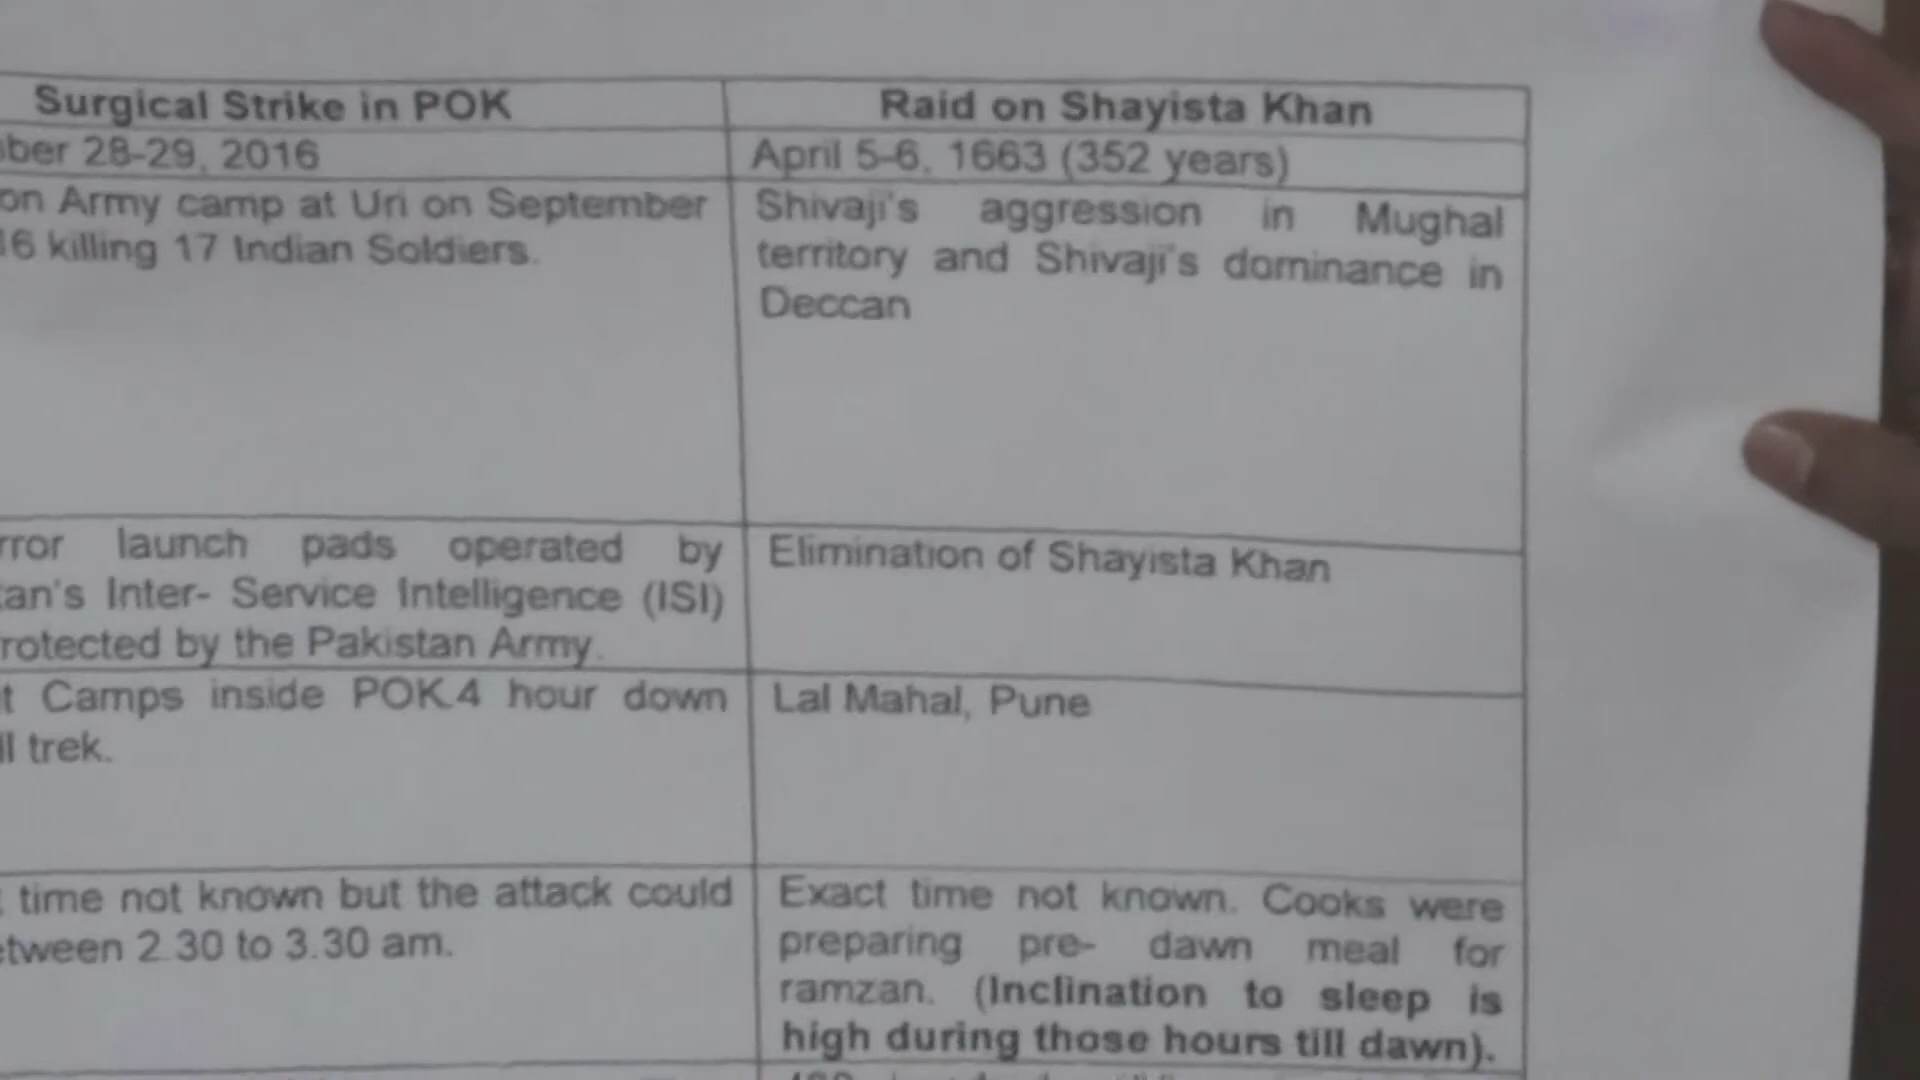 Surgical Strike in POK
Raid on Shayista Khan
ber 28-29, 2016
April 5-6, 1663 (352 years)
on Army camp at Uri on September
16 killing 17 Indian Soldiers.
Shivaji's aggression in Mughal
territory and Shivaji's dominance in
Deccan
rror launch pads operated by
tan's Inter- Service Intelligence (ISI)
rotected by the Pakistan Army.
Elimination of Shayista Khan
t Camps inside POK.4 hour down
ll trek.
Lal Mahal, Pune
time not known but the attack could
etween 2.30 to 3.30 am.
Exact time not known. Cooks were
preparing pre- dawn meal for
ramzan. (Inclination to sleep is
high during those hours till dawn).